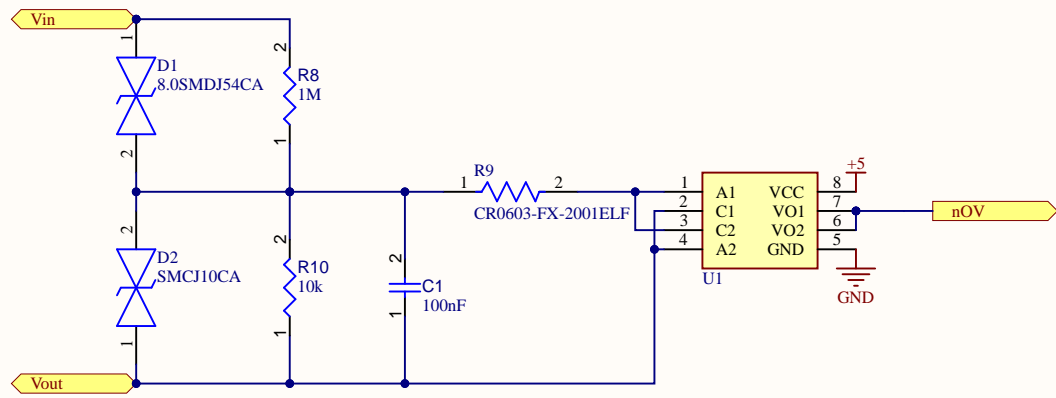 Vin
1
D1
8.0SMDJ54CA
2
2
R8
1M
1
R9
1
2
CR0603-FX-2001ELF
1
A1
VCC
8
+5
2
C1
VO1
7
nOV
3
C2
VO2
6
4
A2
GND
5
U1
GND
2
D2
SMCJ10CA
1
2
R10
10k
1
2
C1
100nF
1
Vout